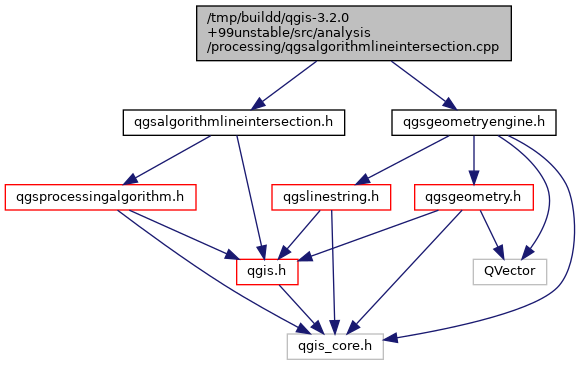 /tmp/buildd/qgis-3.2.0
+99unstable/src/analysis
/processing/qgsalgorithmlineintersection.cpp
qgsalgorithmlineintersection.h
qgsgeometryengine.h
qgsprocessingalgorithm.h
qgslinestring.h
qgsgeometry.h
qgis.h
QVector
qgis_core.h